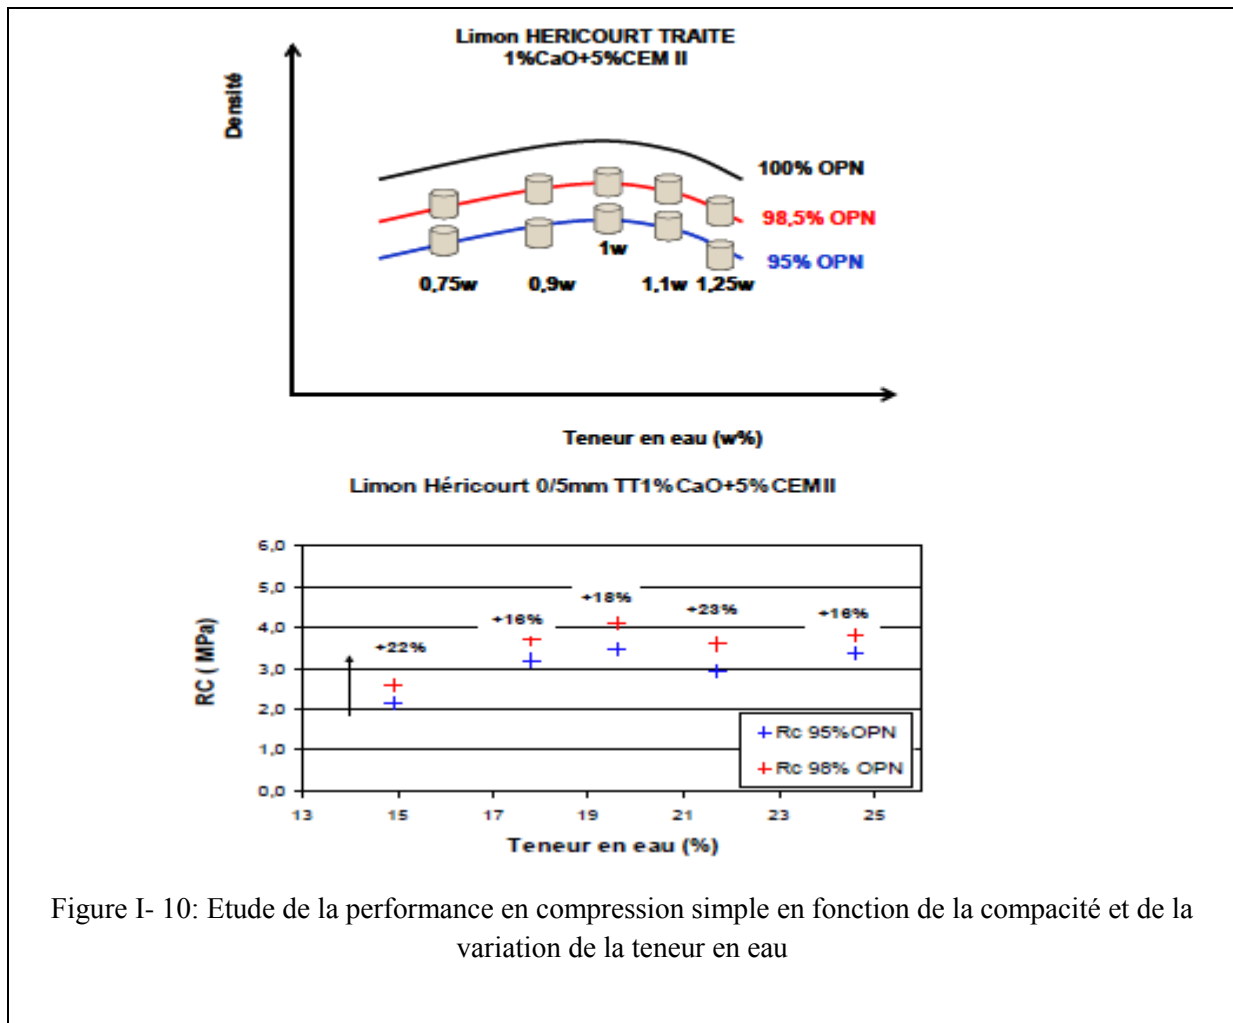 Limon HERICOURT TRAITE
1%CaO+5%CEM II
Densité
100% OPN
98,5% OPN
95% OPN
1w
0,75w
0,9w
1,1w
1,25w
Teneur en eau (w%)
Limon Héricourt 0/5mm TT1%CaO+5%CEMII
RC ( MPa)
6,0
5,0
4,0
3,0
2,0
1,0
0,0
+22%
+16%
+18%
+23%
+16%
Rc 95%OPN
Rc 98% OPN
13
15
17
19
21
23
25
Teneur en eau (%)
Figure I- 10: Etude de la performance en compression simple en fonction de la compacité et de la
variation de la teneur en eau